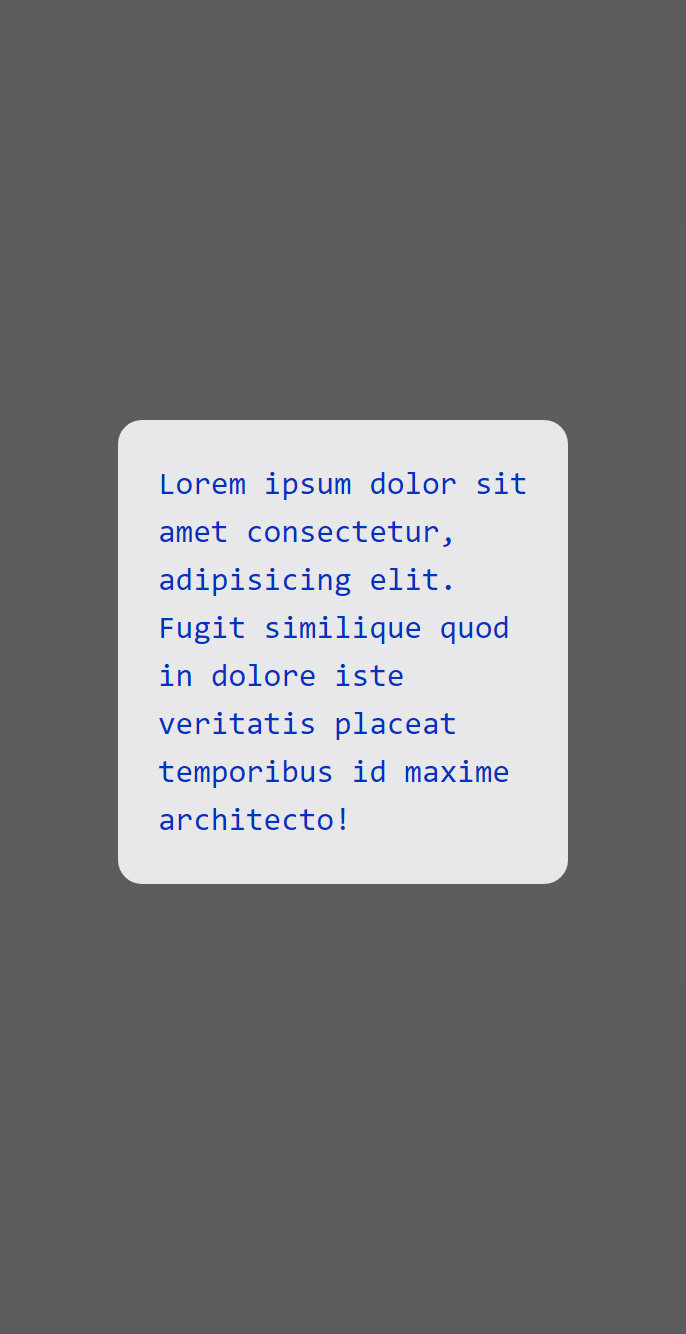 Lorem ipsum dolor sit
amet consectetur,
adipisicing elit.
Fugit similique quod
in dolore iste
veritatis placeat
temporibus id maxime
architecto!